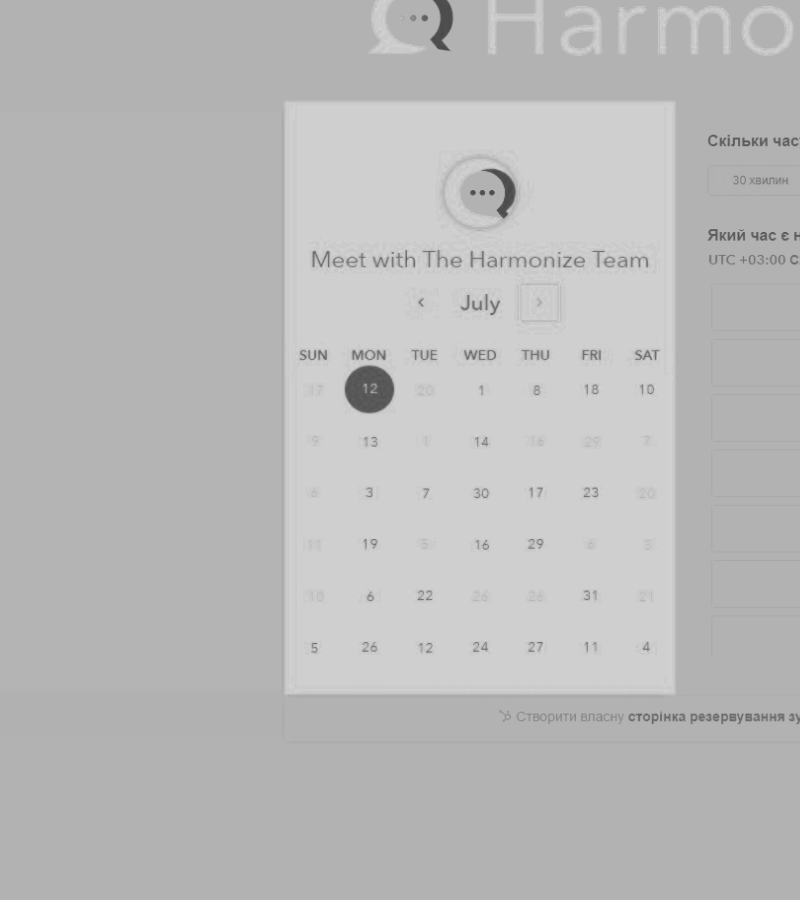 Harmo
Скільки час
30 хвилин
Який час є н
UTC +03:00 С
Meet with The Harmonize Team
July
SUN MON TUE WED THU FRI SAT
17 12 20 1 8 18 10
9 13 1 14 16 29 7
6 3 7 30 17 23 20
11 19 5 16 29 6 3
10 6 22 26 26 31 21
5 26 12 24 27 11 4
Створити власну сторінка резервування зу